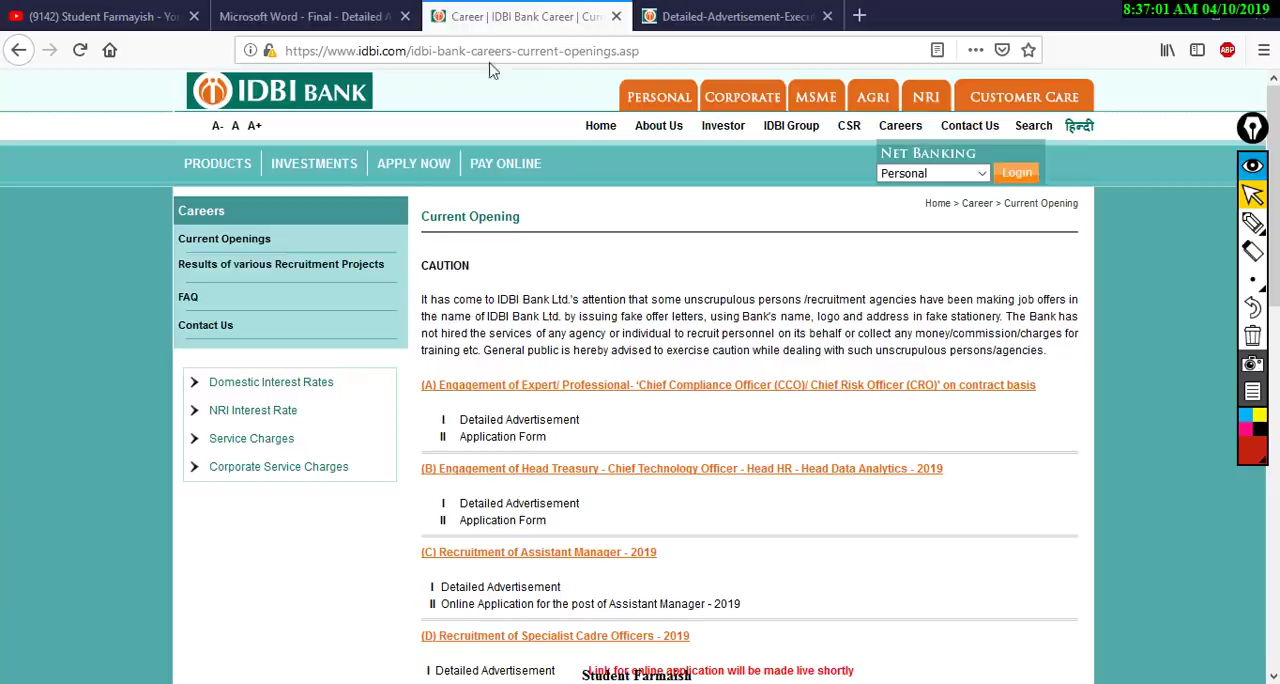 (9142) Student Farmayish - Yo
Microsoft Word - Final - Detailed A
Career | IDBI Bank Career | Curr
Detailed-Advertisement-Execu
8:37:01 AM 04/10/2019
https://www.idbi.com/idbi-bank-careers-current-openings.asp
ABP
IDBI BANK
PERSONAL CORPORATE MSME AGRI NRI CUSTOMER CARE
A- A A+
Home About Us Investor IDBI Group CSR Careers Contact Us Search हिन्दी
PRODUCTS INVESTMENTS APPLY NOW PAY ONLINE
NET BANKING
Personal Login
Careers
Current Openings
Results of various Recruitment Projects
FAQ
Contact Us
Domestic Interest Rates
NRI Interest Rate
Service Charges
Corporate Service Charges
Home > Career > Current Opening
Current Opening
CAUTION
It has come to IDBI Bank Ltd.'s attention that some unscrupulous persons /recruitment agencies have been making job offers in
the name of IDBI Bank Ltd. by issuing fake offer letters, using Bank's name, logo and address in fake stationery. The Bank has
not hired the services of any agency or individual to recruit personnel on its behalf or collect any money/commission/charges for
training etc. General public is hereby advised to exercise caution while dealing with such unscrupulous persons/agencies.
(A) Engagement of Expert/ Professional- ‘Chief Compliance Officer (CCO)/ Chief Risk Officer (CRO)’ on contract basis
I Detailed Advertisement
II Application Form
(B) Engagement of Head Treasury - Chief Technology Officer - Head HR - Head Data Analytics - 2019
I Detailed Advertisement
II Application Form
(C) Recruitment of Assistant Manager - 2019
I Detailed Advertisement
II Online Application for the post of Assistant Manager - 2019
(D) Recruitment of Specialist Cadre Officers - 2019
I Detailed Advertisement Link for online application will be made live shortly
Student Farmaish